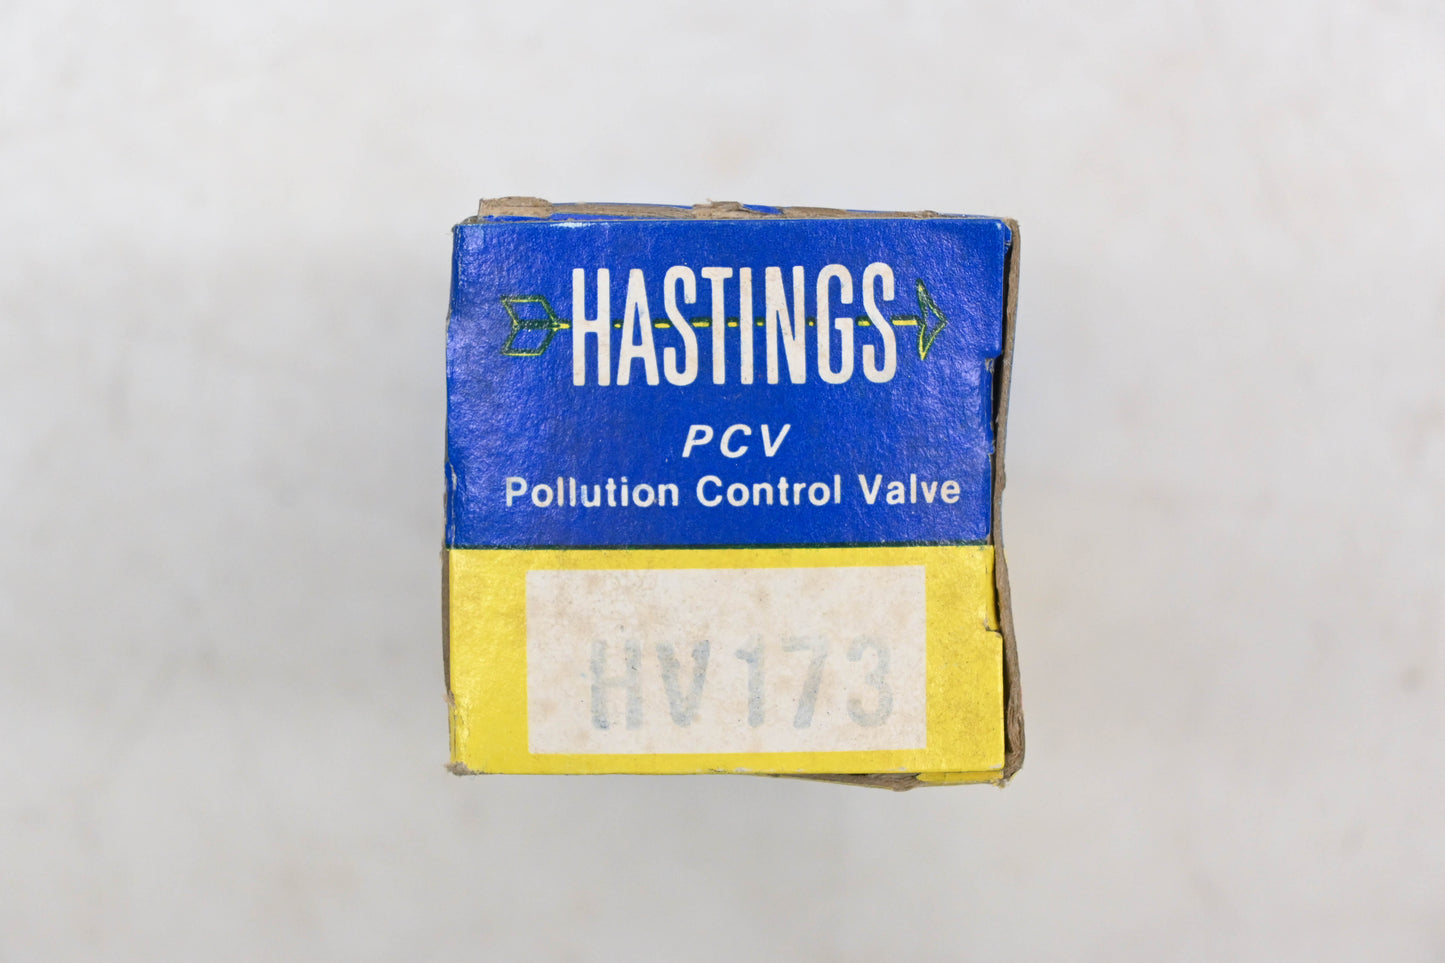 HASTINGS
PCV
Pollution Control Valve
HV173